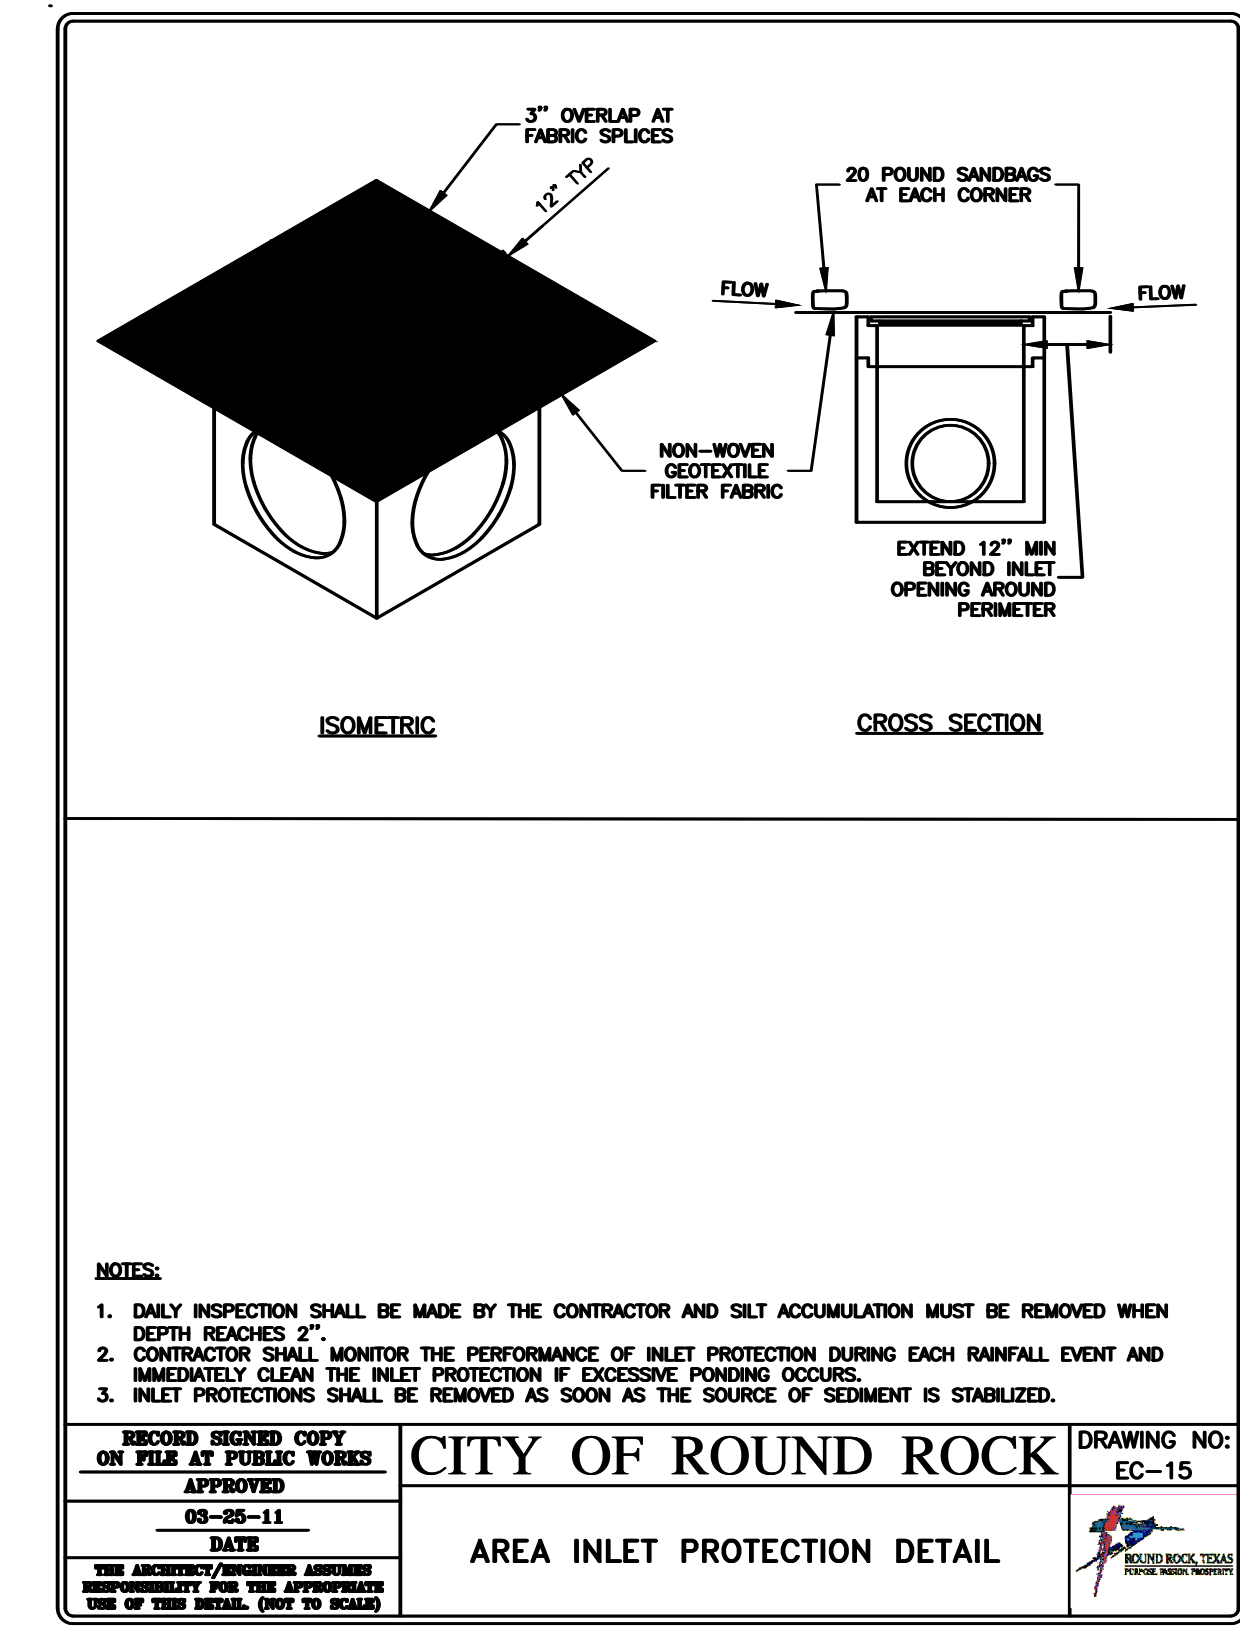 3" OVERLAP AT
FABRIC SPLICES
12" TYP
20 POUND SANDBAGS
AT EACH CORNER
FLOW
FLOW
NON-WOVEN
GEOTEXTILE
FILTER FABRIC
EXTEND 12" MIN
BEYOND INLET
OPENING AROUND
PERIMETER
ISOMETRIC
CROSS SECTION
NOTES:
1. DAILY INSPECTION SHALL BE MADE BY THE CONTRACTOR AND SILT ACCUMULATION MUST BE REMOVED WHEN
DEPTH REACHES 2".
2. CONTRACTOR SHALL MONITOR THE PERFORMANCE OF INLET PROTECTION DURING EACH RAINFALL EVENT AND
IMMEDIATELY CLEAN THE INLET PROTECTION IF EXCESSIVE PONDING OCCURS.
3. INLET PROTECTIONS SHALL BE REMOVED AS SOON AS THE SOURCE OF SEDIMENT IS STABILIZED.
RECORD SIGNED COPY
ON FILE AT PUBLIC WORKS
APPROVED
03-25-11
DATE
THE ARCHITECT/ENGINEER ASSUMES
RESPONSIBILITY FOR THE APPROPRIATE
USE OF THIS DETAIL. (NOT TO SCALE)
CITY OF ROUND ROCK
AREA INLET PROTECTION DETAIL
DRAWING NO:
EC-15
ROUND ROCK, TEXAS
PURPOSE. PASSION. PROSPERITY.